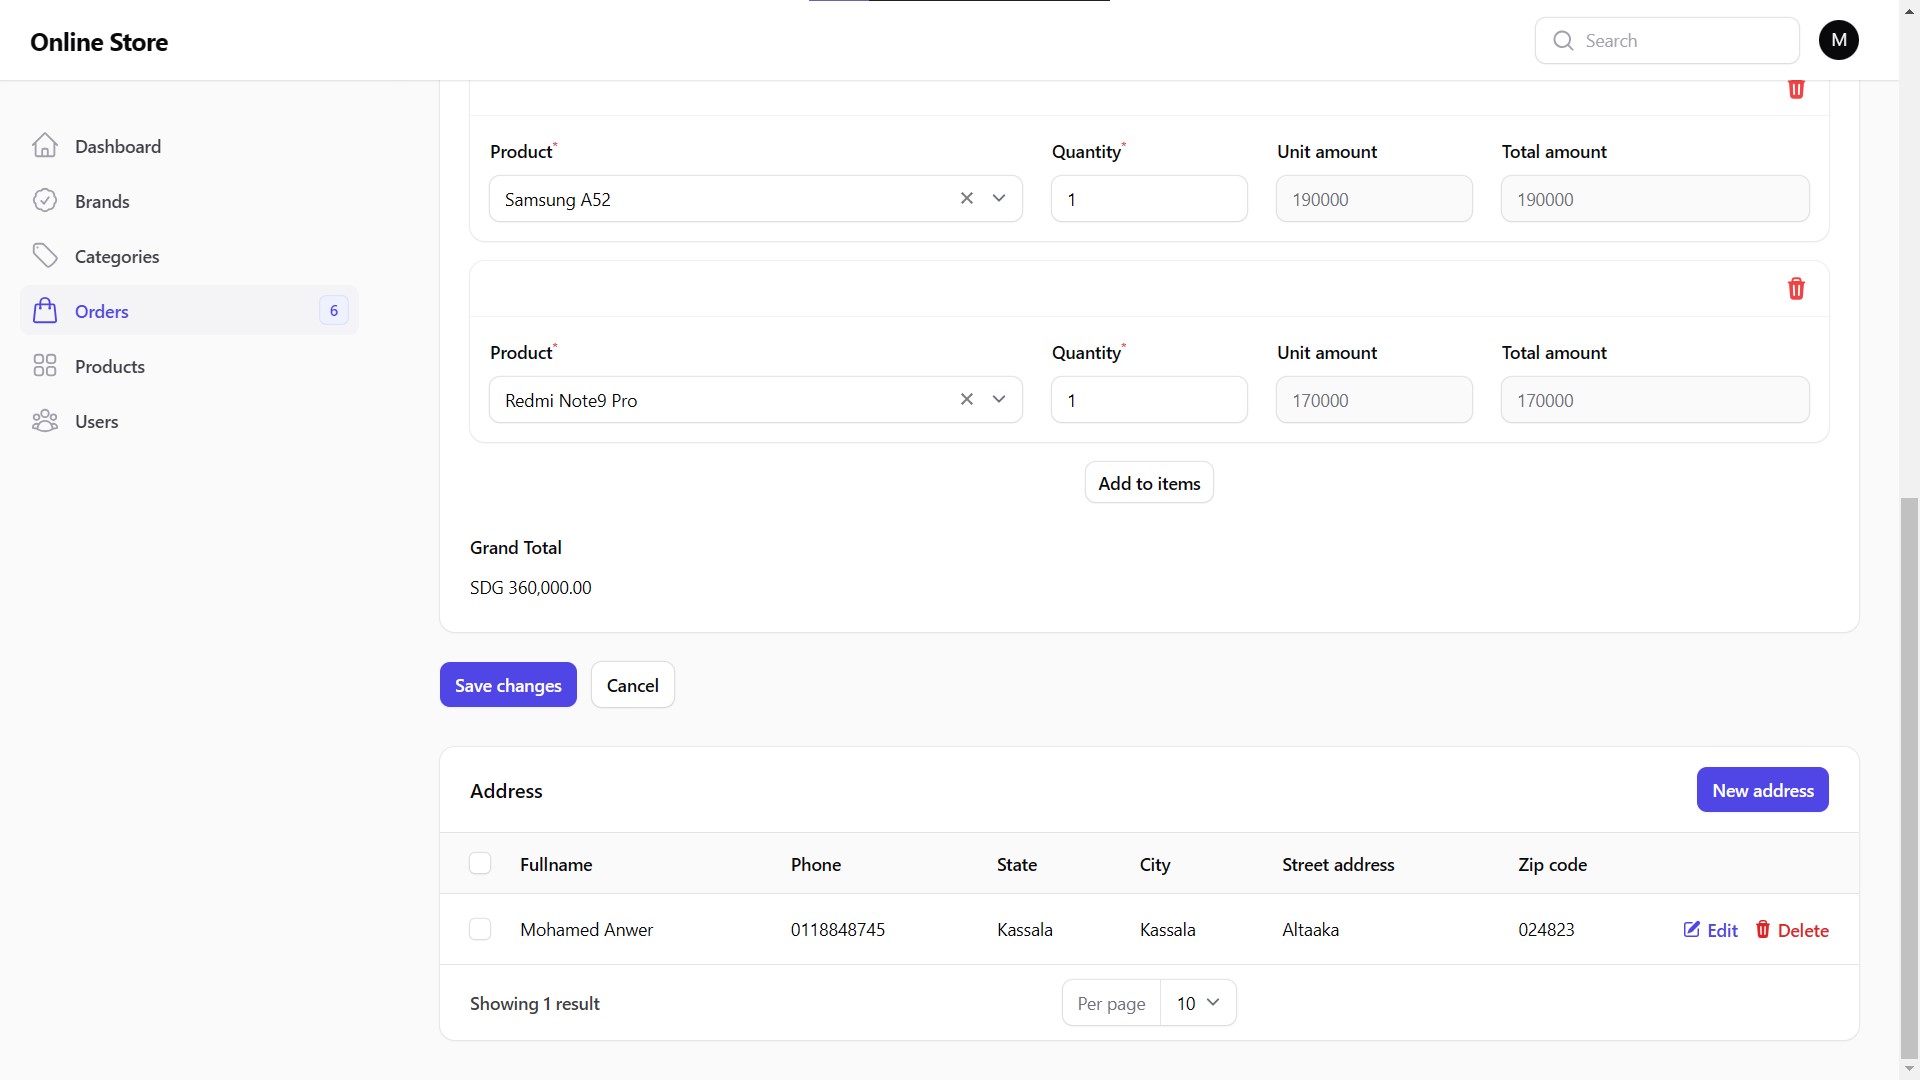 Online Store
Search
M
Dashboard
Brands
Categories
Orders 6
Products
Users
Product* Quantity* Unit amount Total amount
Samsung A52 1 190000 190000
Product* Quantity* Unit amount Total amount
Redmi Note9 Pro 1 170000 170000
Add to items
Grand Total
SDG 360,000.00
Save changes Cancel
Address New address
Fullname Phone State City Street address Zip code
Mohamed Anwer 0118848745 Kassala Kassala Altaaka 024823 Edit Delete
Showing 1 result Per page 10